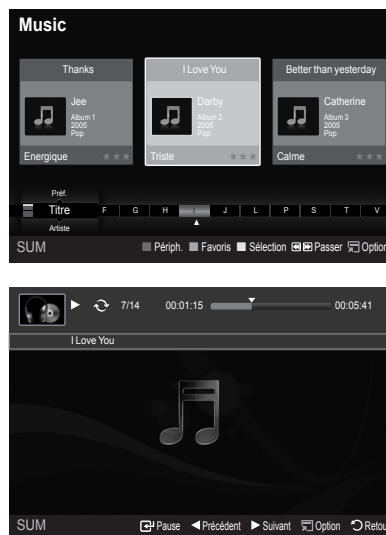 Music
Thanks I Love You Better than yesterday
Jee Darby Catherine
Album 1 Album 2 Album 3
2005 2005 2005
Pop Pop Pop
Energique ★★★ Triste ★★★ Calme ★★★
Préf.
Titre F G H I J L P S T V
Artiste
SUM Périph. Favoris Sélection Passer Option
7/14 00:01:15 00:05:41
I Love You
SUM Pause Précédent Suivant Option Retou